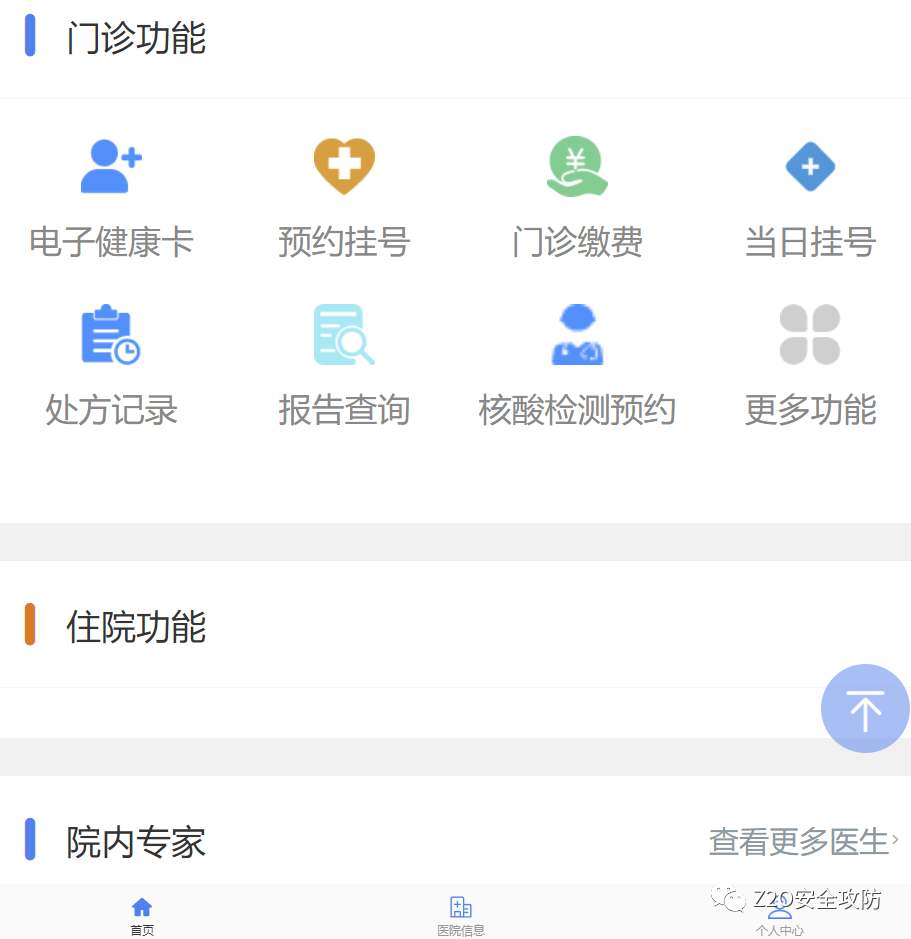 门诊功能
电子健康卡 预约挂号 门诊缴费 当日挂号
处方记录 报告查询 核酸检测预约 更多功能
住院功能
院内专家 查看更多医生
Z2O安全攻防
首页 医院信息 个人中心